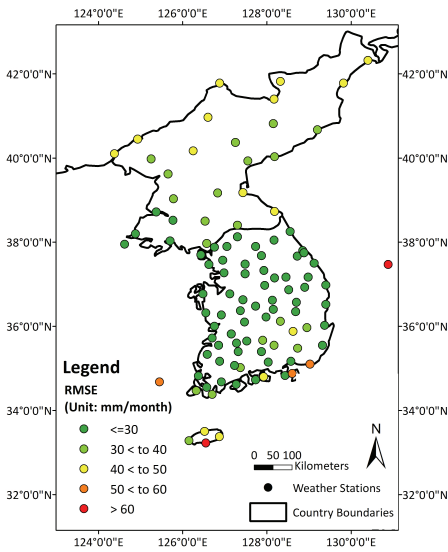 124°0'0"E 126°0'0"E 128°0'0"E 130°0'0"E
42°0'0"N 42°0'0"N
40°0'0"N 40°0'0"N
38°0'0"N 38°0'0"N
36°0'0"N 36°0'0"N
34°0'0"N 34°0'0"N
32°0'0"N 32°0'0"N
Legend
RMSE
(Unit: mm/month)
<=30
30 < to 40
40 < to 50
50 < to 60
> 60
N
0 50 100
Kilometers
Weather Stations
Country Boundaries
124°0'0"E 126°0'0"E 128°0'0"E 130°0'0"E